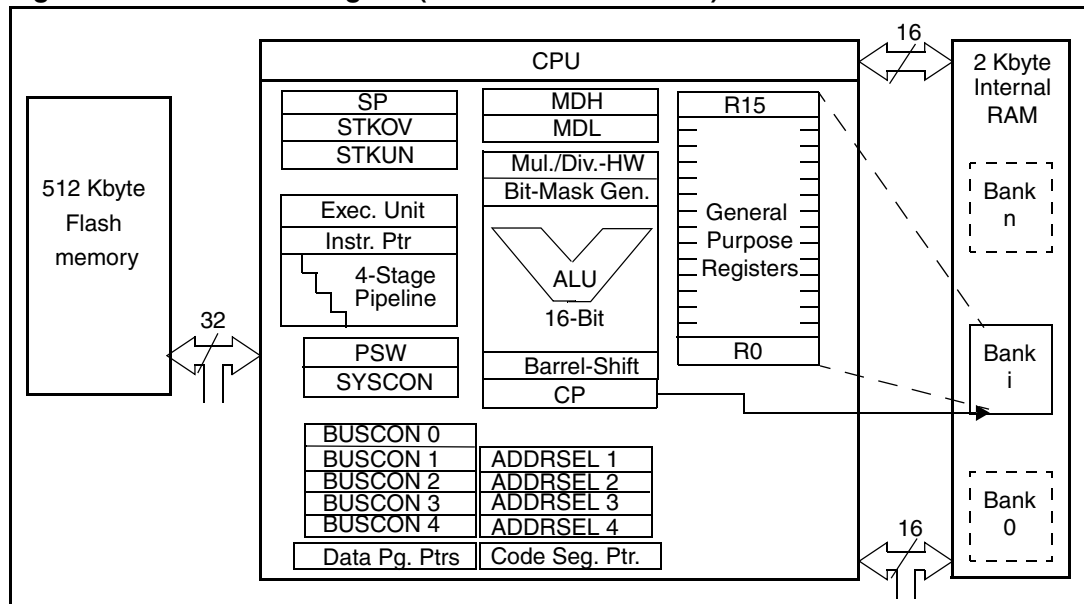 CPU
16
2 Kbyte
Internal
RAM
512 Kbyte
Flash
memory
32
SP
STKOV
STKUN
Exec. Unit
Instr. Ptr
4-Stage
Pipeline
PSW
SYSCON
MDH
MDL
Mul./Div.-HW
Bit-Mask Gen.
ALU
16-Bit
Barrel-Shift
CP
R15
General
Purpose
Registers
R0
Bank
n
Bank
i
Bank
0
16
BUSCON 0
BUSCON 1
BUSCON 2
BUSCON 3
BUSCON 4
ADDRSEL 1
ADDRSEL 2
ADDRSEL 3
ADDRSEL 4
Data Pg. Ptrs
Code Seg. Ptr.